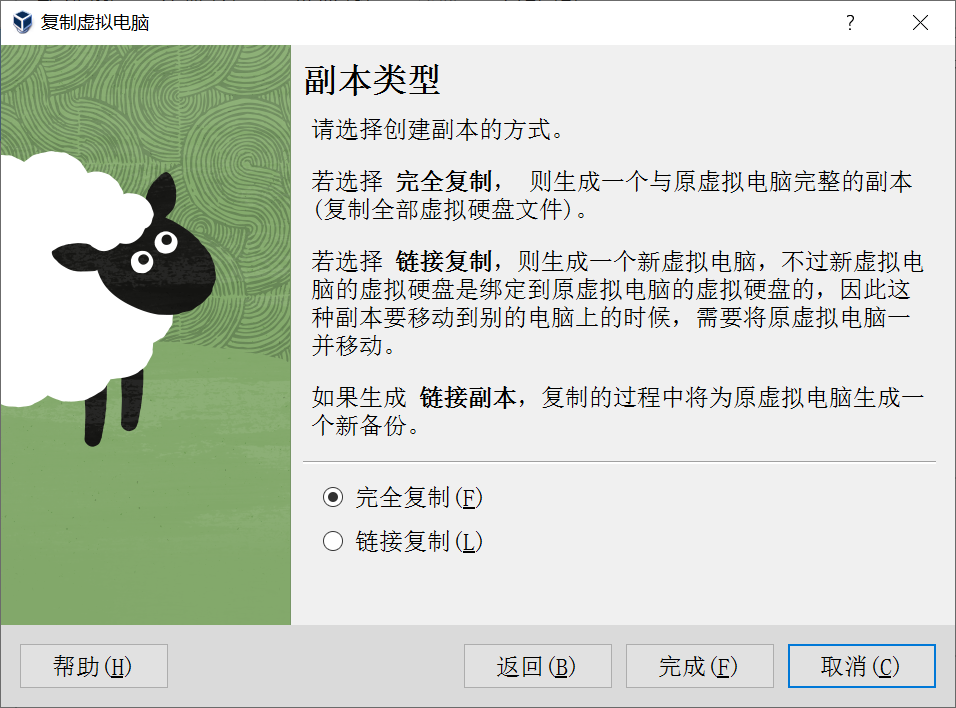 复制虚拟电脑
?
副本类型
请选择创建副本的方式。
若选择 完全复制， 则生成一个与原虚拟电脑完整的副本
(复制全部虚拟硬盘文件)。
若选择 链接复制，则生成一个新虚拟电脑，不过新虚拟电
脑的虚拟硬盘是绑定到原虚拟电脑的虚拟硬盘的，因此这
种副本要移动到别的电脑上的时候，需要将原虚拟电脑一
并移动。
如果生成 链接副本，复制的过程中将为原虚拟电脑生成一
个新备份。
完全复制(F)
链接复制(L)
帮助(H)
返回(B)
完成(F)
取消(C)